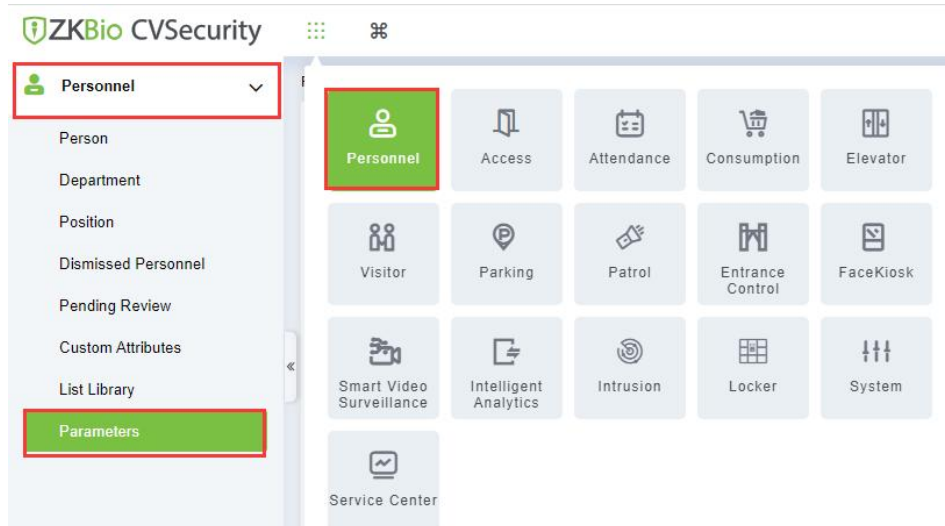 ZKBio CVSecurity
Personnel
Person
Department
Position
Dismissed Personnel
Pending Review
Custom Attributes
List Library
Parameters
Personnel
Access
Attendance
Consumption
Elevator
Visitor
Parking
Patrol
Entrance
Control
FaceKiosk
Smart Video
Surveillance
Intelligent
Analytics
Intrusion
Locker
System
Service Center